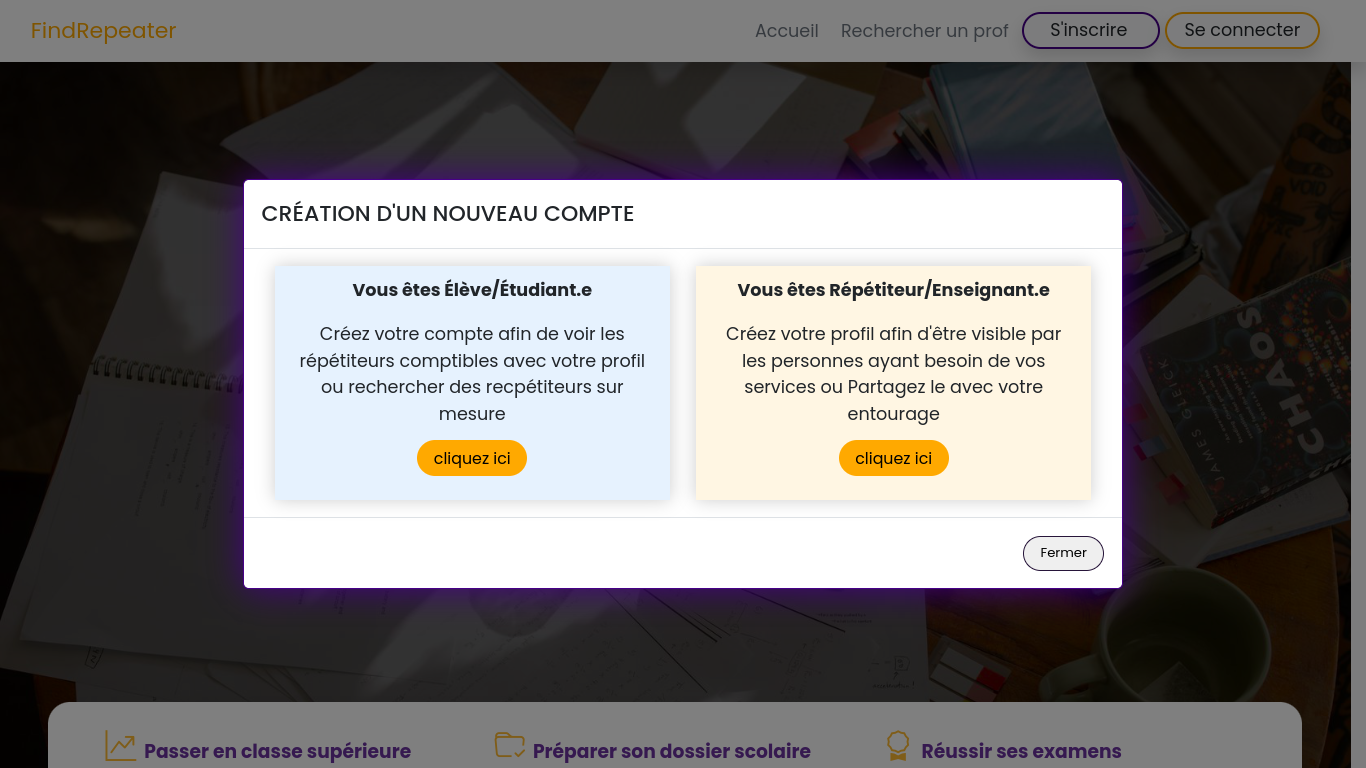 FindRepeater
Accueil
Rechercher un prof
S'inscrire
Se connecter
CRÉATION D'UN NOUVEAU COMPTE
Vous êtes Élève/Étudiant.e
Créez votre compte afin de voir les
répétiteurs comptibles avec votre profil
ou rechercher des recpétiteurs sur
mesure
cliquez ici
Vous êtes Répétiteur/Enseignant.e
Créez votre profil afin d'être visible par
les personnes ayant besoin de vos
services ou Partagez le avec votre
entourage
cliquez ici
Fermer
VOID
CHAOS
JAMES GLEICK
Passer en classe supérieure
Préparer son dossier scolaire
Réussir ses examens